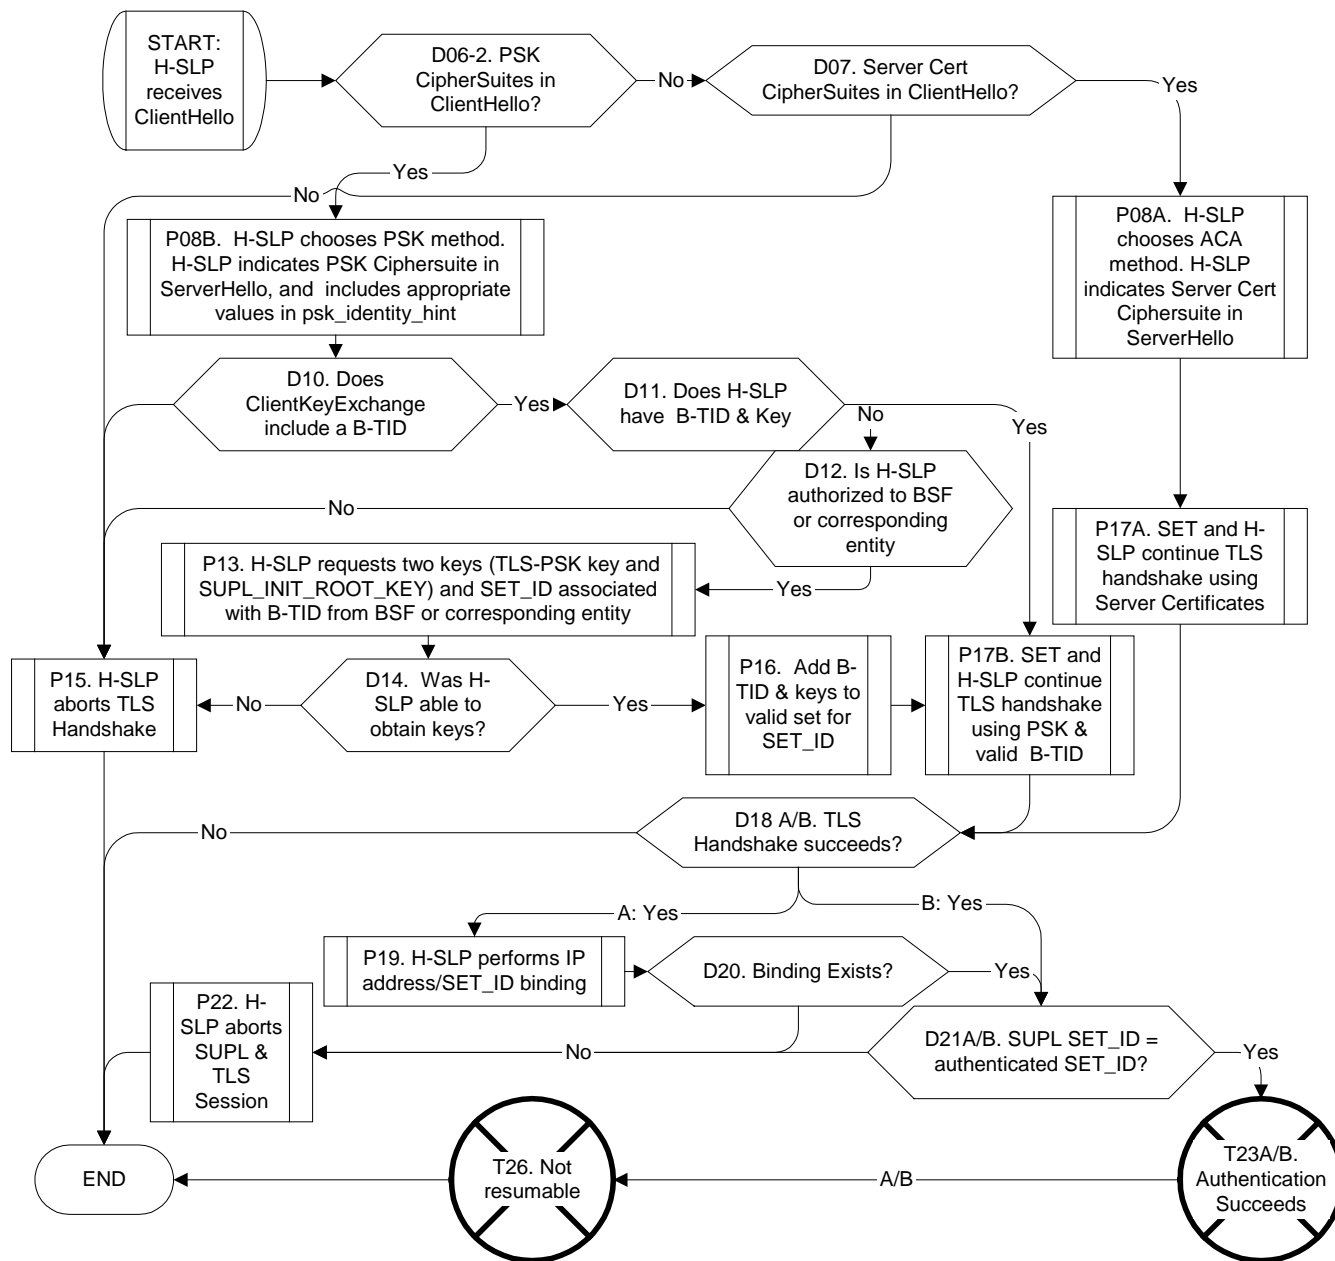 START:
H-SLP
receives
ClientHello
D06-2. PSK
CipherSuites in
ClientHello?
No
D07. Server Cert
CipherSuites in ClientHello?
Yes
Yes
No
P08B. H-SLP chooses PSK method.
H-SLP indicates PSK Ciphersuite in
ServerHello, and includes appropriate
values in psk_identity_hint
P08A. H-SLP
chooses ACA
method. H-SLP
indicates Server Cert
Ciphersuite in
ServerHello
D10. Does
ClientKeyExchange
include a B-TID
Yes
D11. Does H-SLP
have B-TID & Key
No
Yes
D12. Is H-SLP
authorized to BSF
or corresponding
entity
No
Yes
P17A. SET and H-
SLP continue TLS
handshake using
Server Certificates
P13. H-SLP requests two keys (TLS-PSK key and
SUPL_INIT_ROOT_KEY) and SET_ID associated
with B-TID from BSF or corresponding entity
P15. H-SLP
aborts TLS
Handshake
No
D14. Was H-
SLP able to
obtain keys?
Yes
P16. Add B-
TID & keys to
valid set for
SET_ID
P17B. SET and
H-SLP continue
TLS handshake
using PSK &
valid B-TID
D18 A/B. TLS
Handshake succeeds?
No
A: Yes
B: Yes
P19. H-SLP performs IP
address/SET_ID binding
D20. Binding Exists?
Yes
P22. H-
SLP aborts
SUPL &
TLS
Session
No
D21A/B. SUPL SET_ID =
authenticated SET_ID?
Yes
END
T26. Not
resumable
A/B
T23A/B.
Authentication
Succeeds